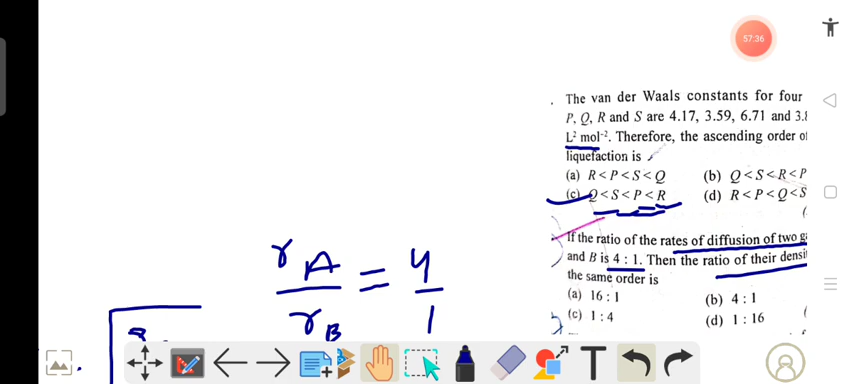 57:36
. The van der Waals constants for four
P, Q, R and S are 4.17, 3.59, 6.71 and 3.8
L² mol⁻². Therefore, the ascending order of
liquefaction is
(a) R < P < S < Q (b) Q < S < R < P
(c) Q < S < P < R (d) R < P < Q < S
If the ratio of the rates of diffusion of two g
and B is 4 : 1. Then the ratio of their densi
the same order is
(a) 16 : 1 (b) 4 : 1
(c) 1 : 4 (d) 1 : 16
r A / r B = 4 / 1
T